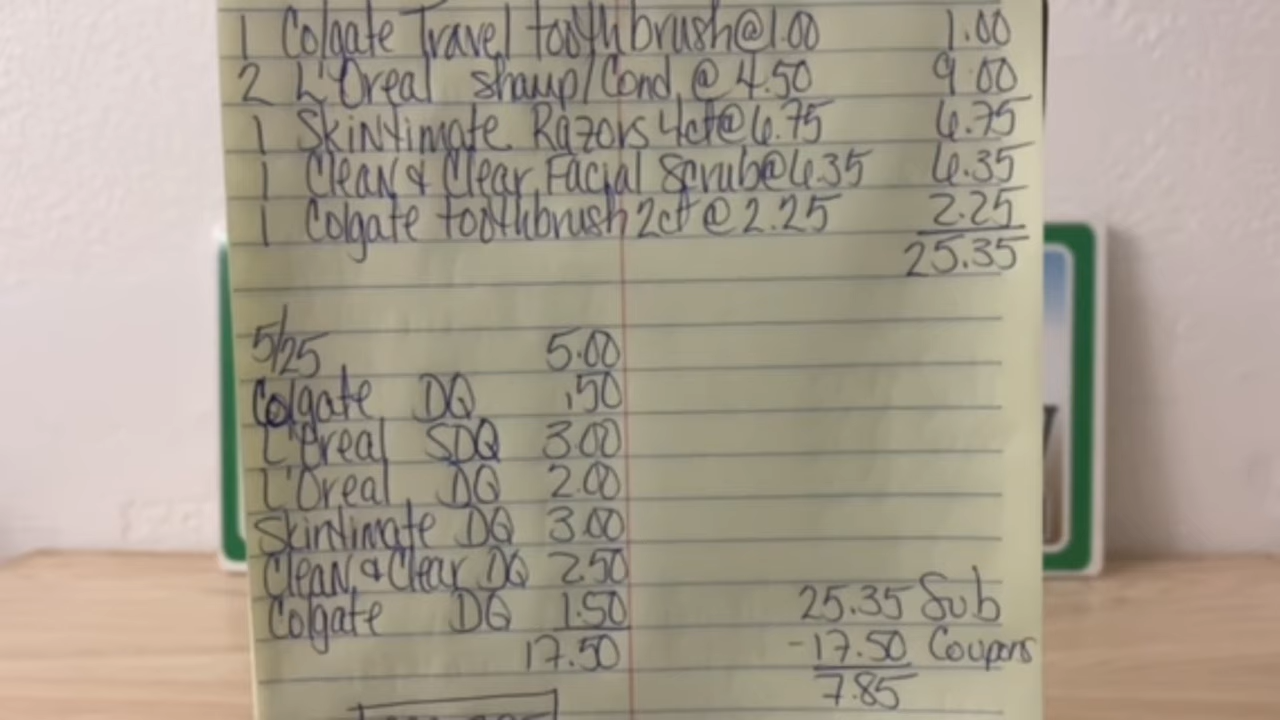 1 Colgate Travel toothbrush@1.00 1.00
2 L'Oreal shamp/Cond @ 4.50 9.00
1 Skintimate Razors 4ct@6.75 6.75
1 Clean & Clear Facial Scrub@6.35 6.35
1 Colgate toothbrush 2ct @ 2.25 2.25
25.35
5/25 5.00
Colgate DQ .50
L'Oreal SDQ 3.00
L'Oreal DQ 2.00
Skintimate DQ 3.00
Clean & Clear DQ 2.50
Colgate DQ 1.50
17.50
25.35 Sub
-17.50 Coupons
7.85